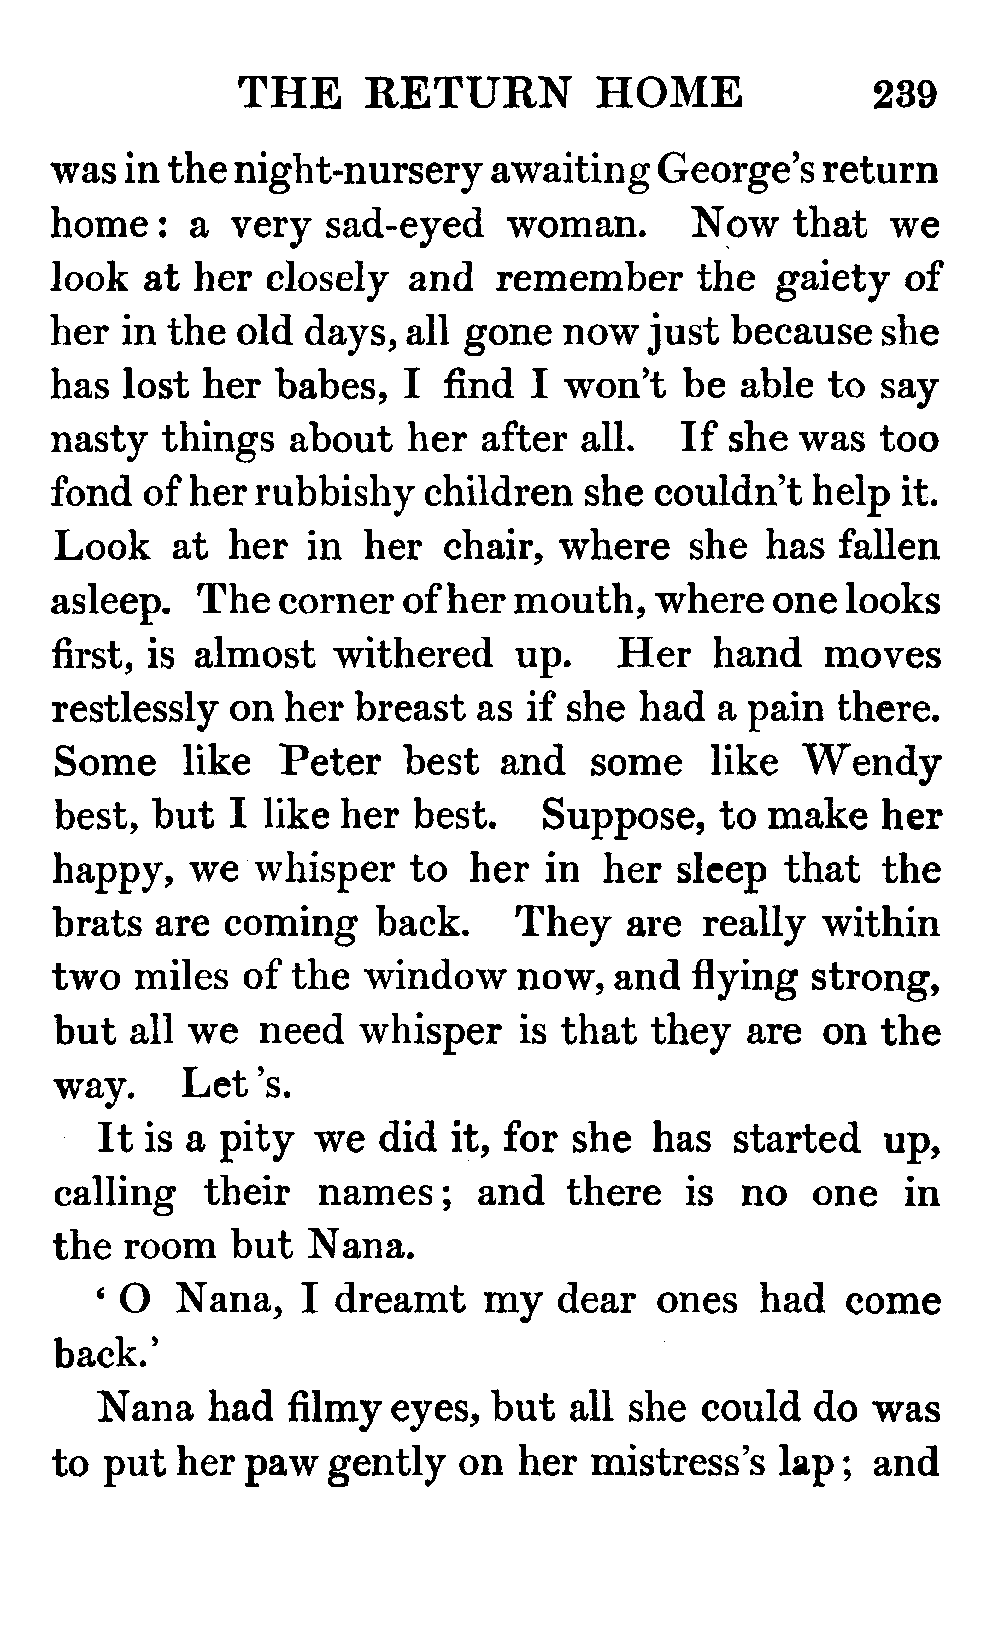 THE RETURN HOME 239
was in the night-nursery awaiting George's return
home: a very sad-eyed woman. Now that we
look at her closely and remember the gaiety of
her in the old days, all gone now just because she
has lost her babes, I find I won't be able to say
nasty things about her after all. If she was too
fond of her rubbishy children she couldn't help it.
Look at her in her chair, where she has fallen
asleep. The corner of her mouth, where one looks
first, is almost withered up. Her hand moves
restlessly on her breast as if she had a pain there.
Some like Peter best and some like Wendy
best, but I like her best. Suppose, to make her
happy, we whisper to her in her sleep that the
brats are coming back. They are really within
two miles of the window now, and flying strong,
but all we need whisper is that they are on the
way. Let 's.
It is a pity we did it, for she has started up,
calling their names; and there is no one in
the room but Nana.
‘O Nana, I dreamt my dear ones had come
back.’
Nana had filmy eyes, but all she could do was
to put her paw gently on her mistress's lap; and